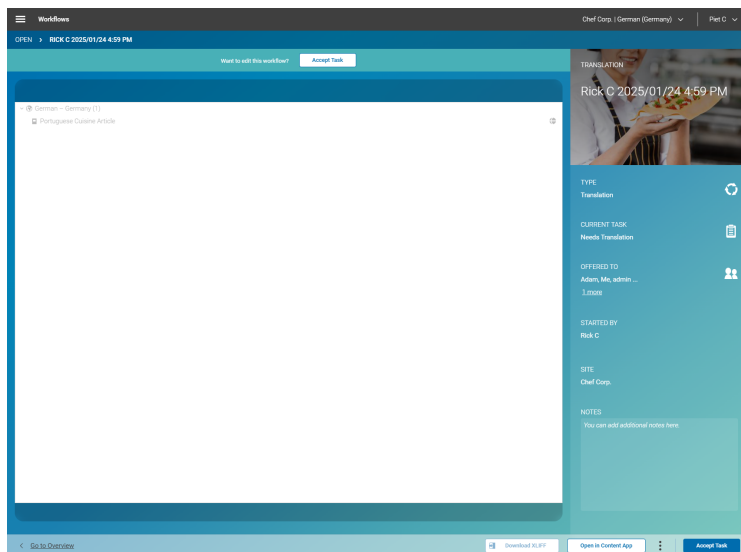 Workflows
Chef Corp. | German (Germany)
Piet C
OPEN
RICK C 2025/01/24 4:59 PM
Want to edit this workflow?
Accept Task
German – Germany (1)
Portuguese Cuisine Article
TRANSLATION
Rick C 2025/01/24 4:59 PM
TYPE
Translation
CURRENT TASK
Needs Translation
OFFERED TO
Adam, Me, admin ...
1 more
STARTED BY
Rick C
SITE
Chef Corp.
NOTES
You can add additional notes here.
Go to Overview
Download XLIFF
Open in Content App
Accept Task